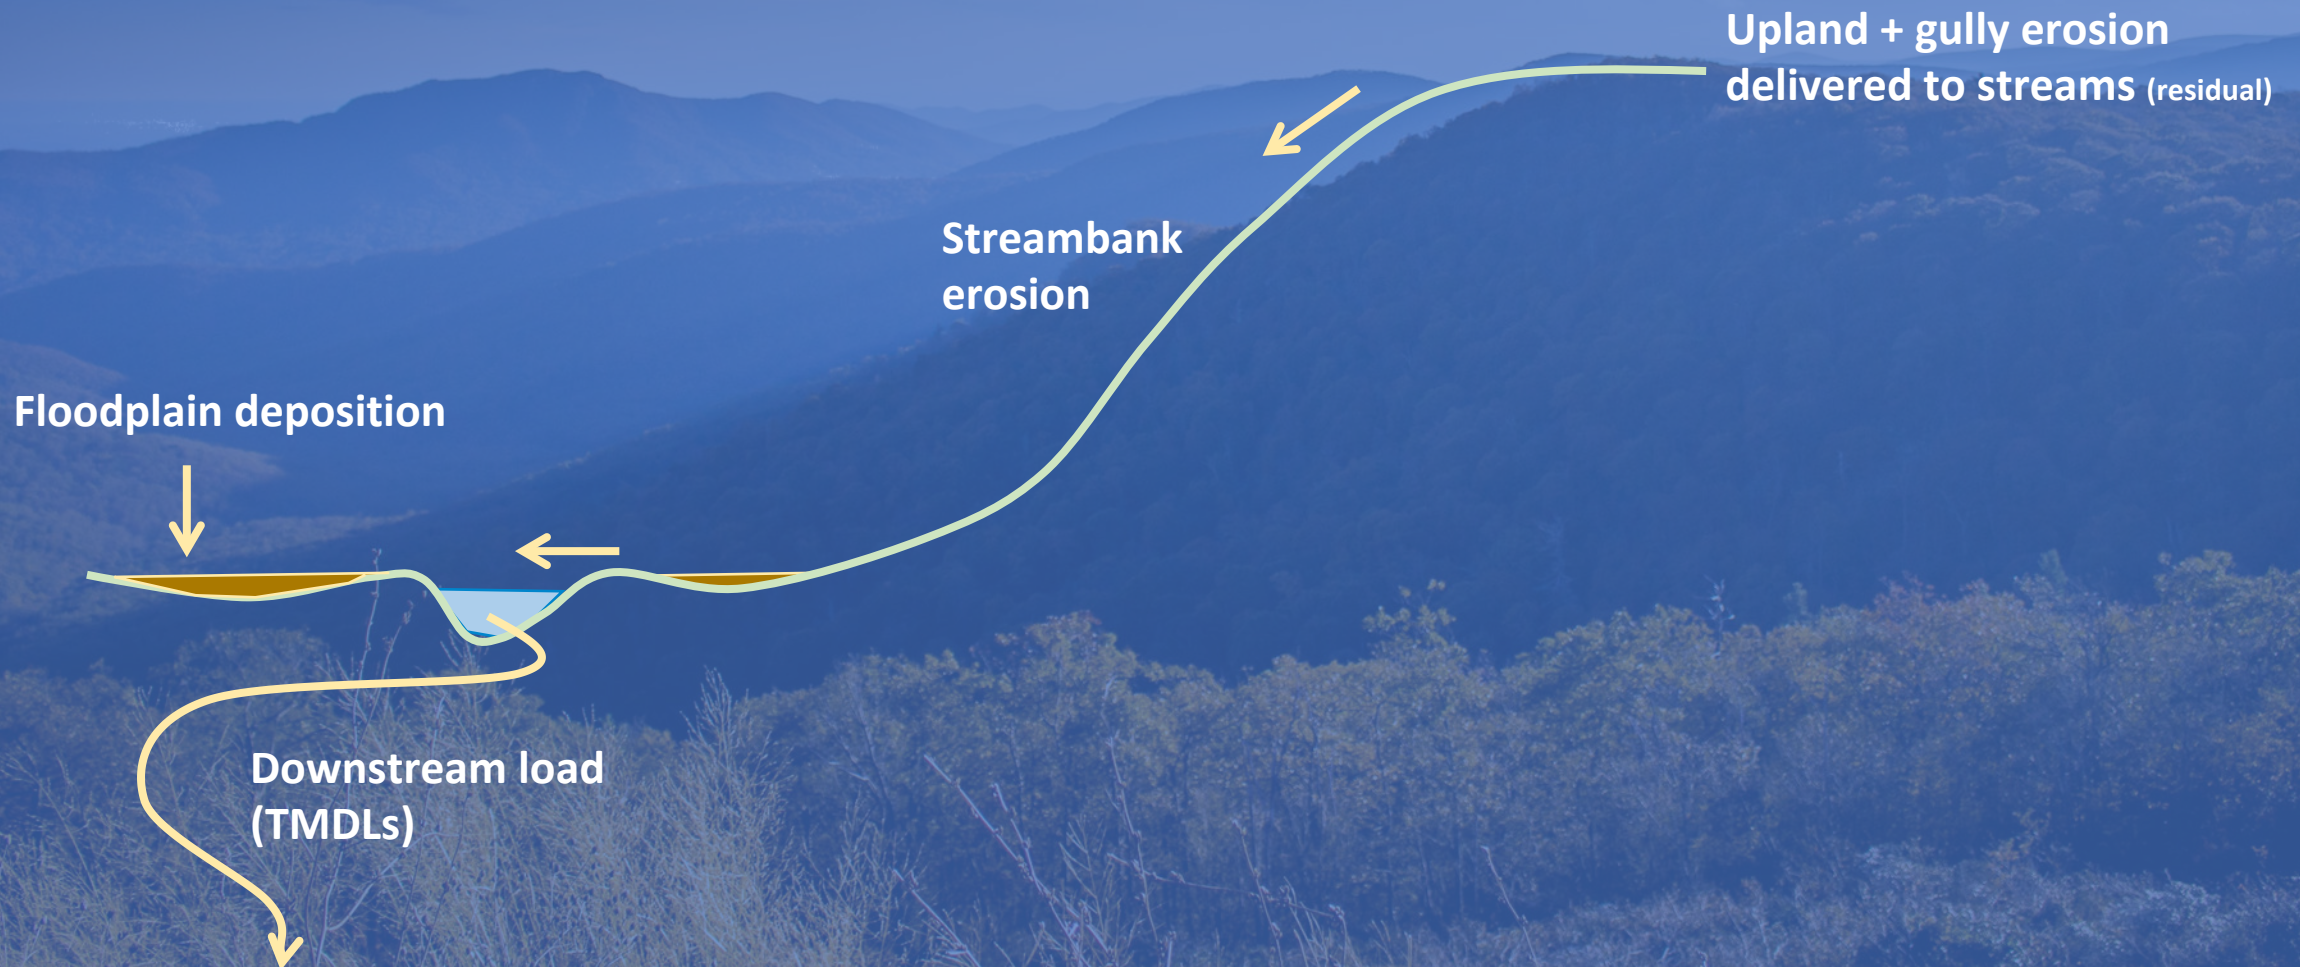 Upland + gully erosion
delivered to streams (residual)
Streambank
erosion
Floodplain deposition
Downstream load
(TMDLs)